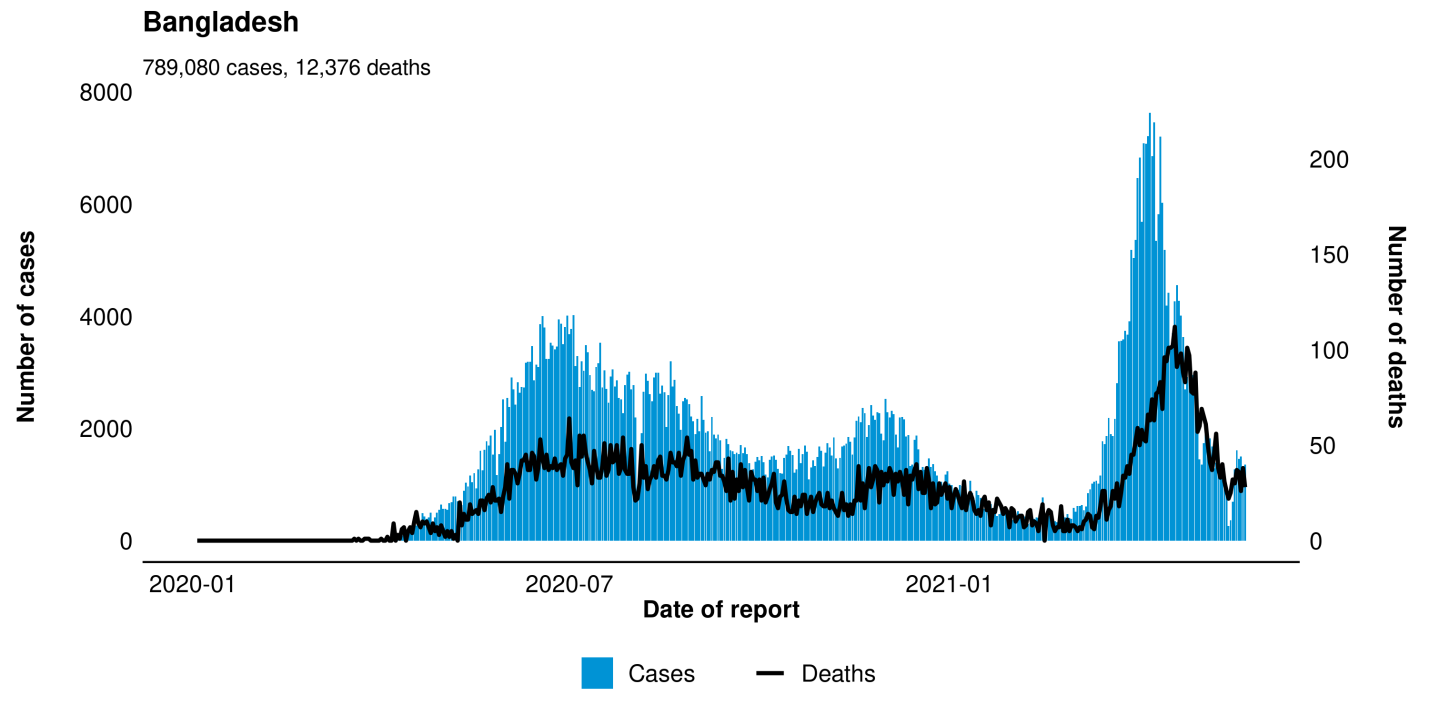 Bangladesh
789,080 cases, 12,376 deaths
8000
6000
4000
2000
0
Number of cases
200
150
100
50
0
Number of deaths
2020-01 2020-07 2021-01
Date of report
Cases Deaths